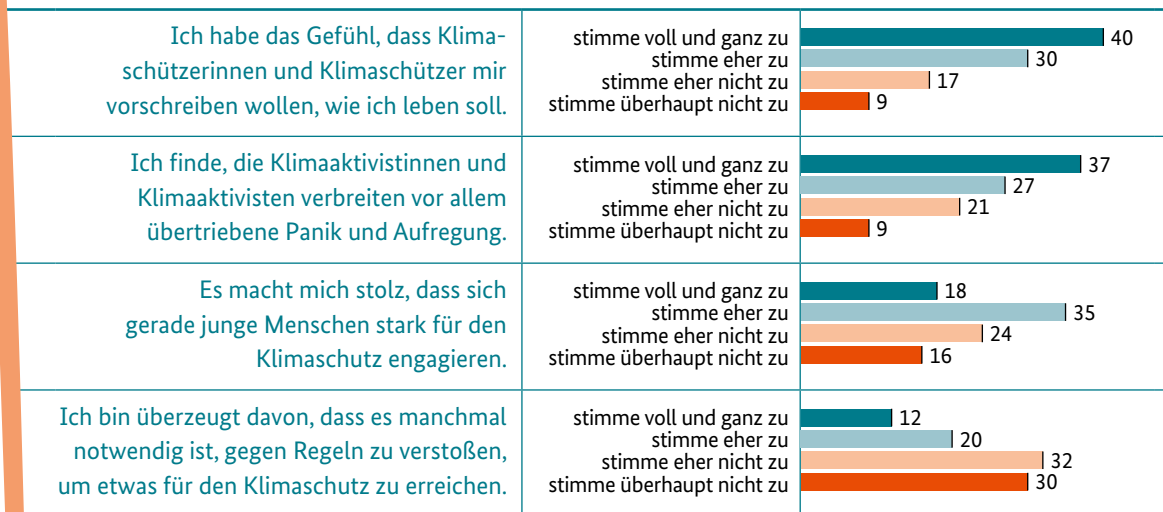 Ich habe das Gefühl, dass Klima-
schützerinnen und Klimaschützer mir
vorschreiben wollen, wie ich leben soll.
stimme voll und ganz zu 40
stimme eher zu 30
stimme eher nicht zu 17
stimme überhaupt nicht zu 9
Ich finde, die Klimaaktivistinnen und
Klimaaktivisten verbreiten vor allem
übertriebene Panik und Aufregung.
stimme voll und ganz zu 37
stimme eher zu 27
stimme eher nicht zu 21
stimme überhaupt nicht zu 9
Es macht mich stolz, dass sich
gerade junge Menschen stark für den
Klimaschutz engagieren.
stimme voll und ganz zu 18
stimme eher zu 35
stimme eher nicht zu 24
stimme überhaupt nicht zu 16
Ich bin überzeugt davon, dass es manchmal
notwendig ist, gegen Regeln zu verstoßen,
um etwas für den Klimaschutz zu erreichen.
stimme voll und ganz zu 12
stimme eher zu 20
stimme eher nicht zu 32
stimme überhaupt nicht zu 30